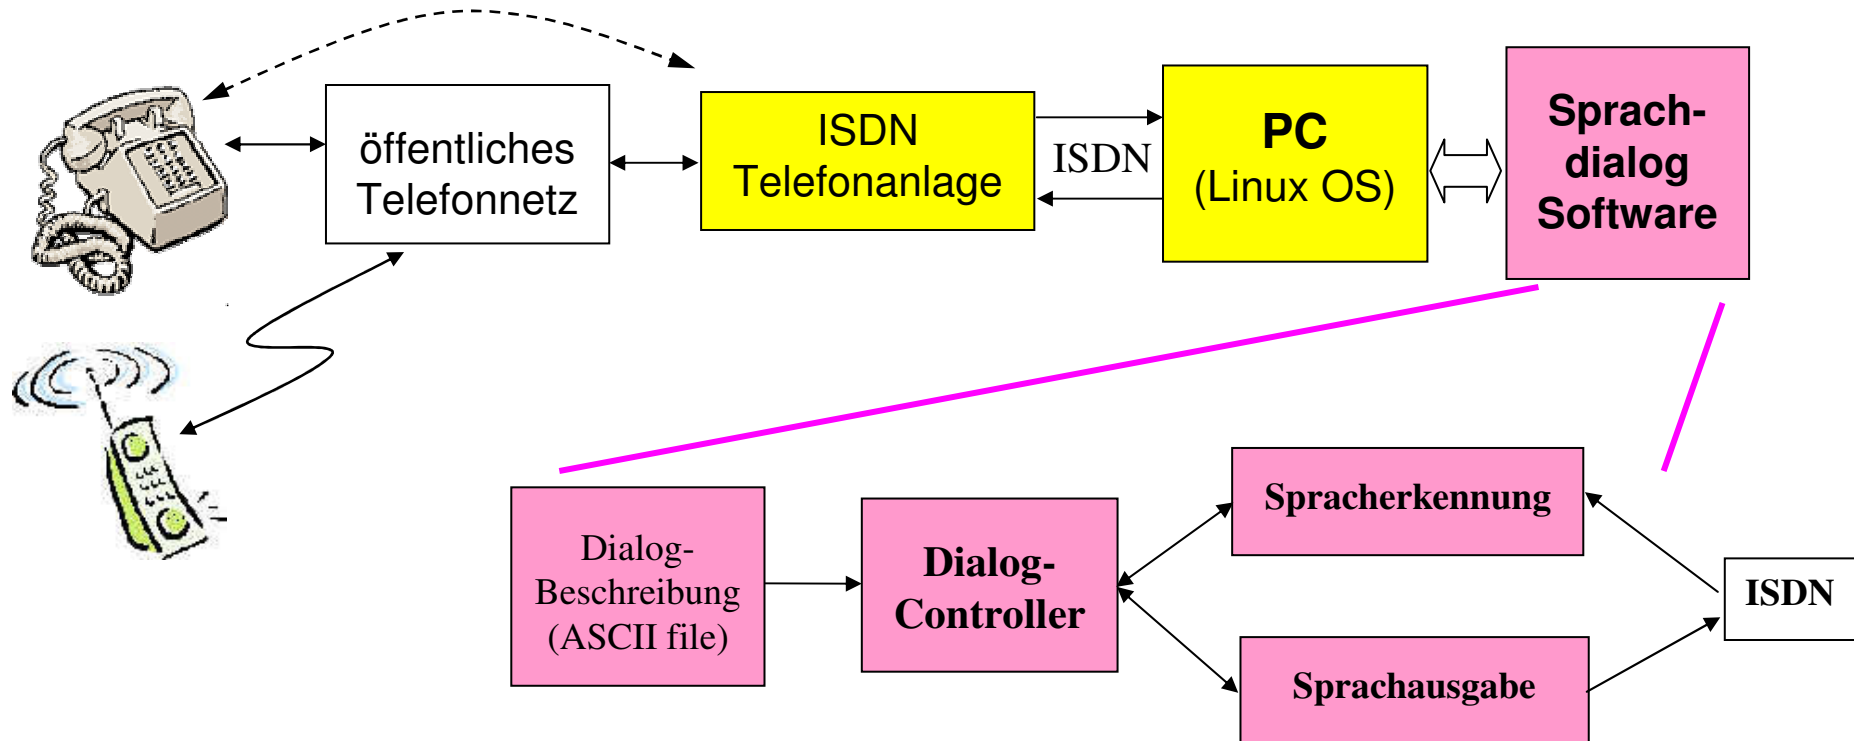 öffentliches
Telefonnetz
ISDN
Telefonanlage
ISDN
PC
(Linux OS)
Sprach-
dialog
Software
Dialog-
Beschreibung
(ASCII file)
Dialog-
Controller
Spracherkennung
Sprachausgabe
ISDN